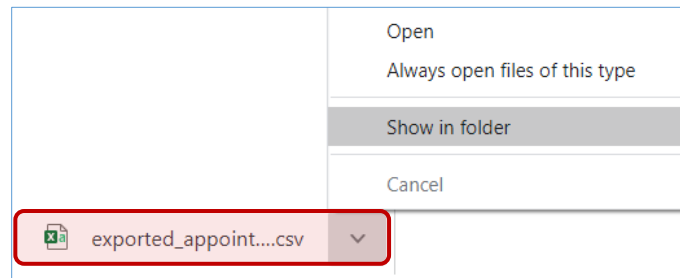 Open
Always open files of this type
Show in folder
Cancel
exported_appoint....csv